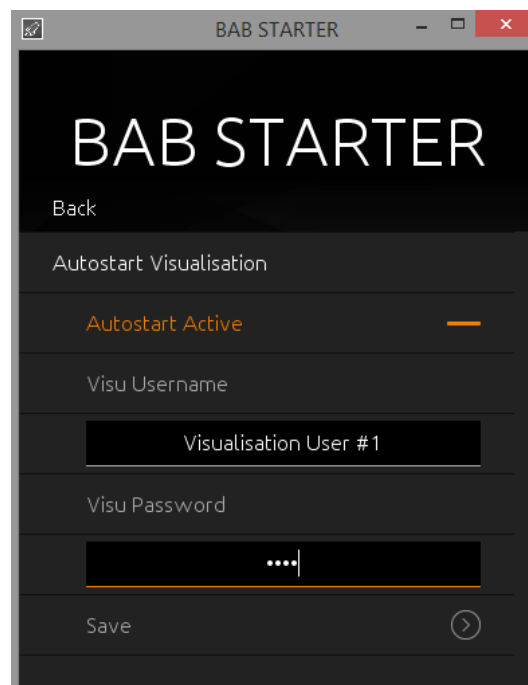 BAB STARTER
BAB STARTER
Back
Autostart Visualisation
Autostart Active
Visu Username
Visualisation User #1
Visu Password
••••
Save